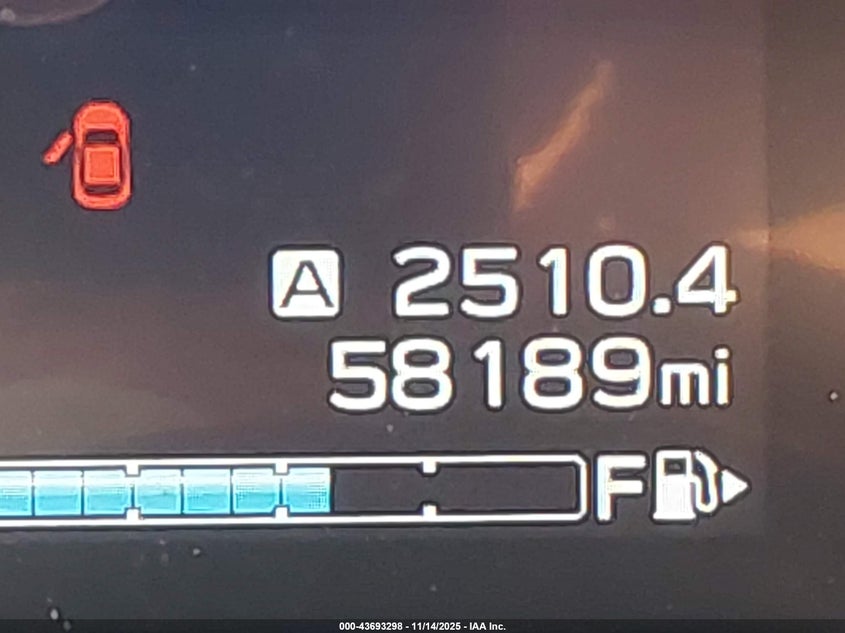 A 2510.4
58189mi
F
000-43693298 - 11/14/2025 - IAA Inc.